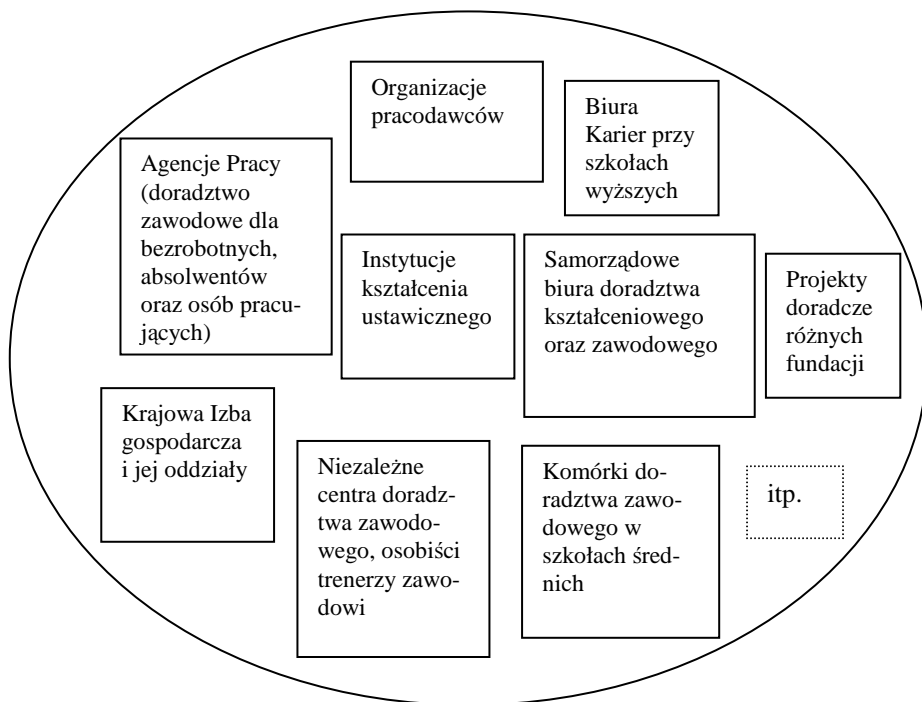 Organizacje
pracodawców
Biura
Karier przy
szkołach
wyższych
Agencje Pracy
(doradztwo
zawodowe dla
bezrobotnych,
absolwentów
oraz osób pracu-
jących)
Instytucje
kształcenia
ustawicznego
Samorządowe
biura doradztwa
kształceniowego
oraz zawodowego
Projekty
doradcze
różnych
fundacji
Krajowa Izba
gospodarcza
i jej oddziały
Niezależne
centra doradz-
twa zawodo-
wego, osobiści
trenerzy zawo-
dowi
Komórki do-
radztwa zawo-
dowego w
szkołach śred-
nich
itp.